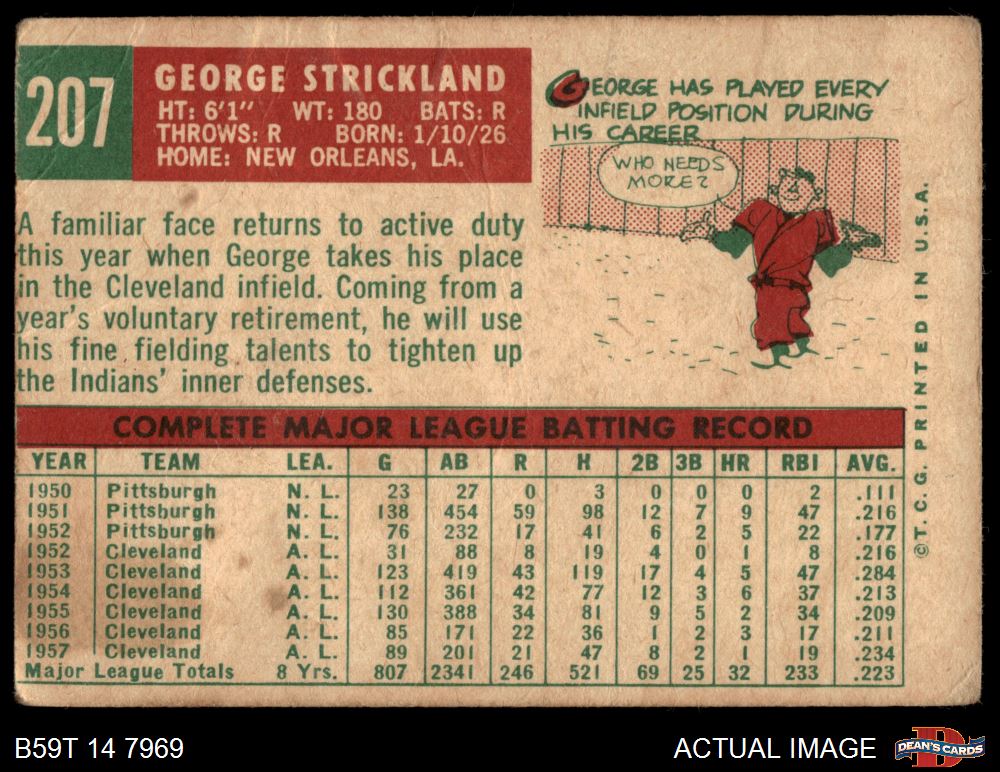 207
GEORGE STRICKLAND
HT: 6'1" WT: 180 BATS: R
THROWS: R BORN: 1/10/26
HOME: NEW ORLEANS, LA.
GEORGE HAS PLAYED EVERY
INFIELD POSITION DURING
HIS CAREER
WHO NEEDS
MORE?
A familiar face returns to active duty
this year when George takes his place
in the Cleveland infield. Coming from a
year's voluntary retirement, he will use
his fine fielding talents to tighten up
the Indians' inner defenses.
COMPLETE MAJOR LEAGUE BATTING RECORD
YEAR TEAM LEA. G AB R H 2B 3B HR RBI AVG.
1950 Pittsburgh N. L. 23 27 0 3 0 0 0 2 .111
1951 Pittsburgh N. L. 138 454 59 98 12 7 9 47 .216
1952 Pittsburgh N. L. 76 232 17 41 6 2 5 22 .177
1952 Cleveland A. L. 31 88 8 19 4 0 1 8 .216
1953 Cleveland A. L. 123 419 43 119 17 4 5 47 .284
1954 Cleveland A. L. 112 361 42 77 12 3 6 37 .213
1955 Cleveland A. L. 130 388 34 81 9 5 2 34 .209
1956 Cleveland A. L. 85 171 22 36 1 2 3 17 .211
1957 Cleveland A. L. 89 201 21 47 8 2 1 19 .234
Major League Totals 8 Yrs. 807 2341 246 521 69 25 32 233 .223
©T. C. G. PRINTED IN U.S.A.
B59T 14 7969
ACTUAL IMAGE
D
DEAN'S CARDS